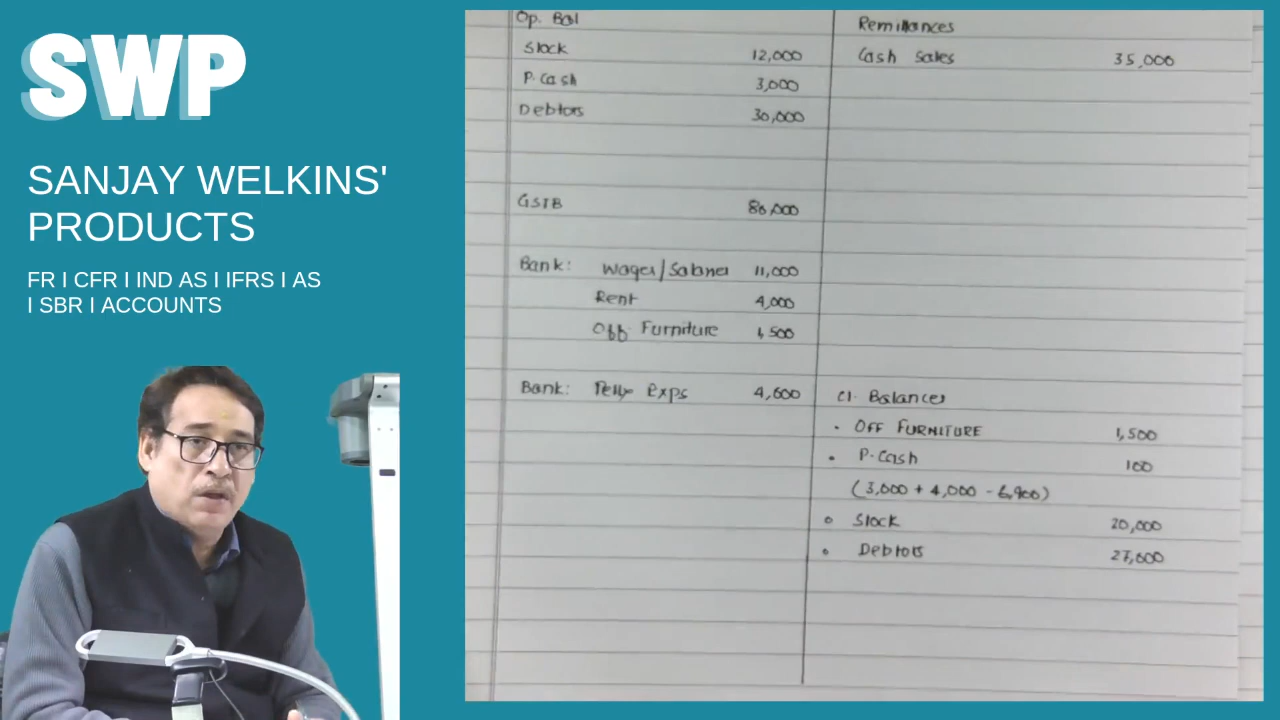 SWP
SANJAY WELKINS'
PRODUCTS
FR I CFR I IND AS I IFRS I AS
I SBR I ACCOUNTS
Op. Bal
Stock 12,000
P. Cash 3,000
Debtors 30,000
GSTB 80,000
Bank: Wages/Salaries 11,000
Rent 4,000
Off Furniture 1,500
Bank: Petty Exps 4,000
Remittances
Cash Sales 35,000
Cl. Balances
• OFF FURNITURE 1,500
• P. Cash 100
(3,000 + 4,000 - 6,900)
• Stock 20,000
• Debtors 27,600